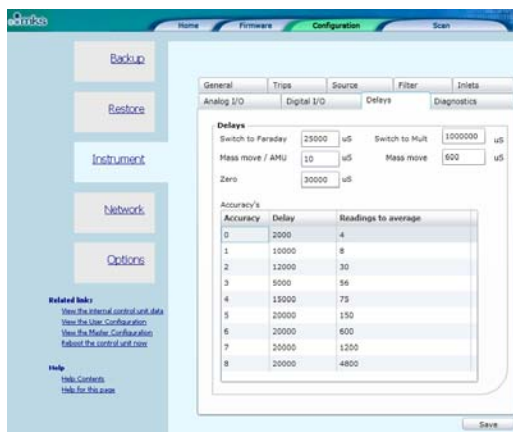 mks
Home Firmware Configuration Scan
Backup
Restore
Instrument
Network
Options
Related links
View the internal control unit data
View the User Configuration
View the Master Configuration
Reboot the control unit now
Help
Help Contents
Help for this page
General Trips Source Filter Inlets
Analog I/O Digital I/O Delays Diagnostics
Delays
Switch to Faraday 25000 uS Switch to Mult 1000000 uS
Mass move / AMU 10 uS Mass move 600 uS
Zero 30000 uS
Accuracy's
Accuracy Delay Readings to average
0 2000 4
1 10000 8
2 12000 30
3 5000 56
4 15000 75
5 20000 150
6 20000 600
7 20000 1200
8 20000 4800
Save